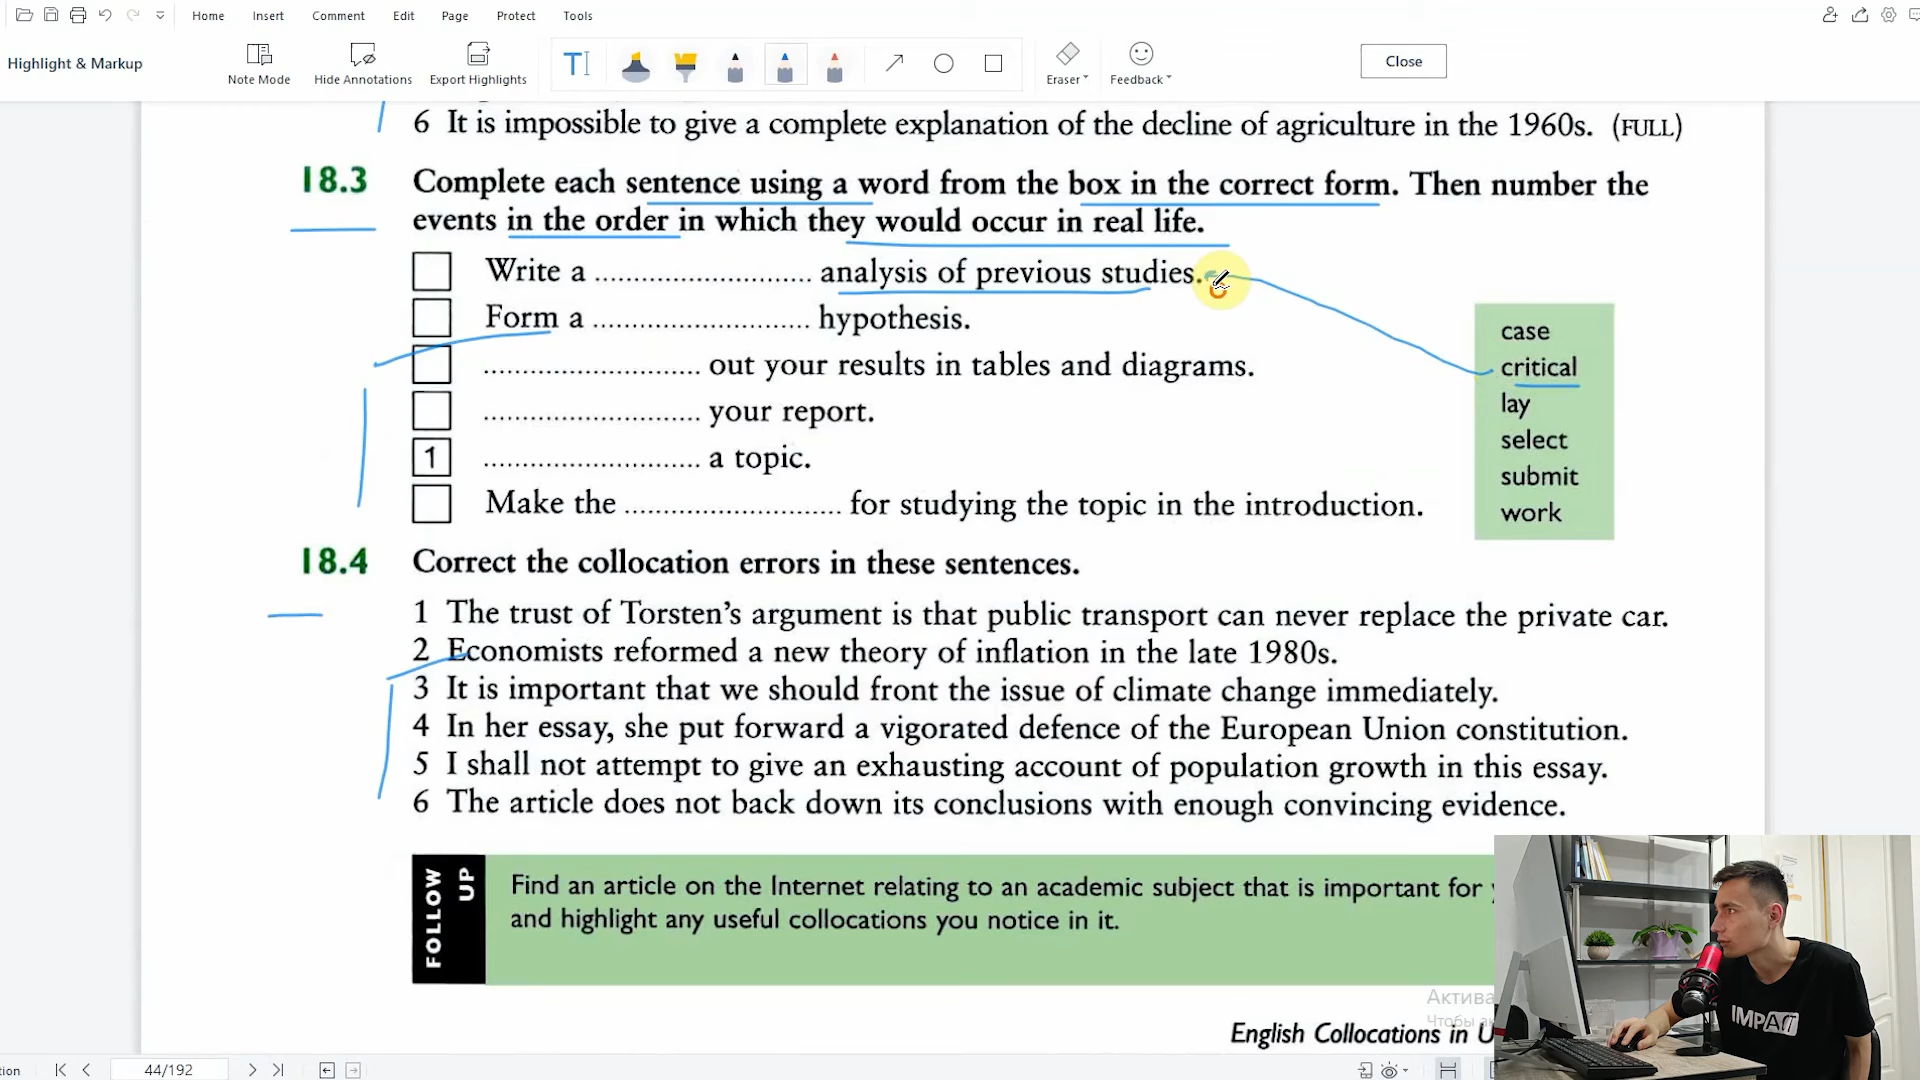 Home Insert Comment Edit Page Protect Tools
Highlight & Markup
Note Mode Hide Annotations Export Highlights Eraser Feedback Close
6 It is impossible to give a complete explanation of the decline of agriculture in the 1960s. (FULL)
18.3 Complete each sentence using a word from the box in the correct form. Then number the
events in the order in which they would occur in real life.
Write a ........................... analysis of previous studies.
Form a ........................... hypothesis.
........................... out your results in tables and diagrams.
........................... your report.
1 ........................... a topic.
Make the ........................... for studying the topic in the introduction.
case
critical
lay
select
submit
work
18.4 Correct the collocation errors in these sentences.
1 The trust of Torsten's argument is that public transport can never replace the private car.
2 Economists reformed a new theory of inflation in the late 1980s.
3 It is important that we should front the issue of climate change immediately.
4 In her essay, she put forward a vigorated defence of the European Union constitution.
5 I shall not attempt to give an exhausting account of population growth in this essay.
6 The article does not back down its conclusions with enough convincing evidence.
FOLLOW UP
Find an article on the Internet relating to an academic subject that is important for
and highlight any useful collocations you notice in it.
Актива
Чтобы
English Collocations in U
IMPACT
tion 44/192